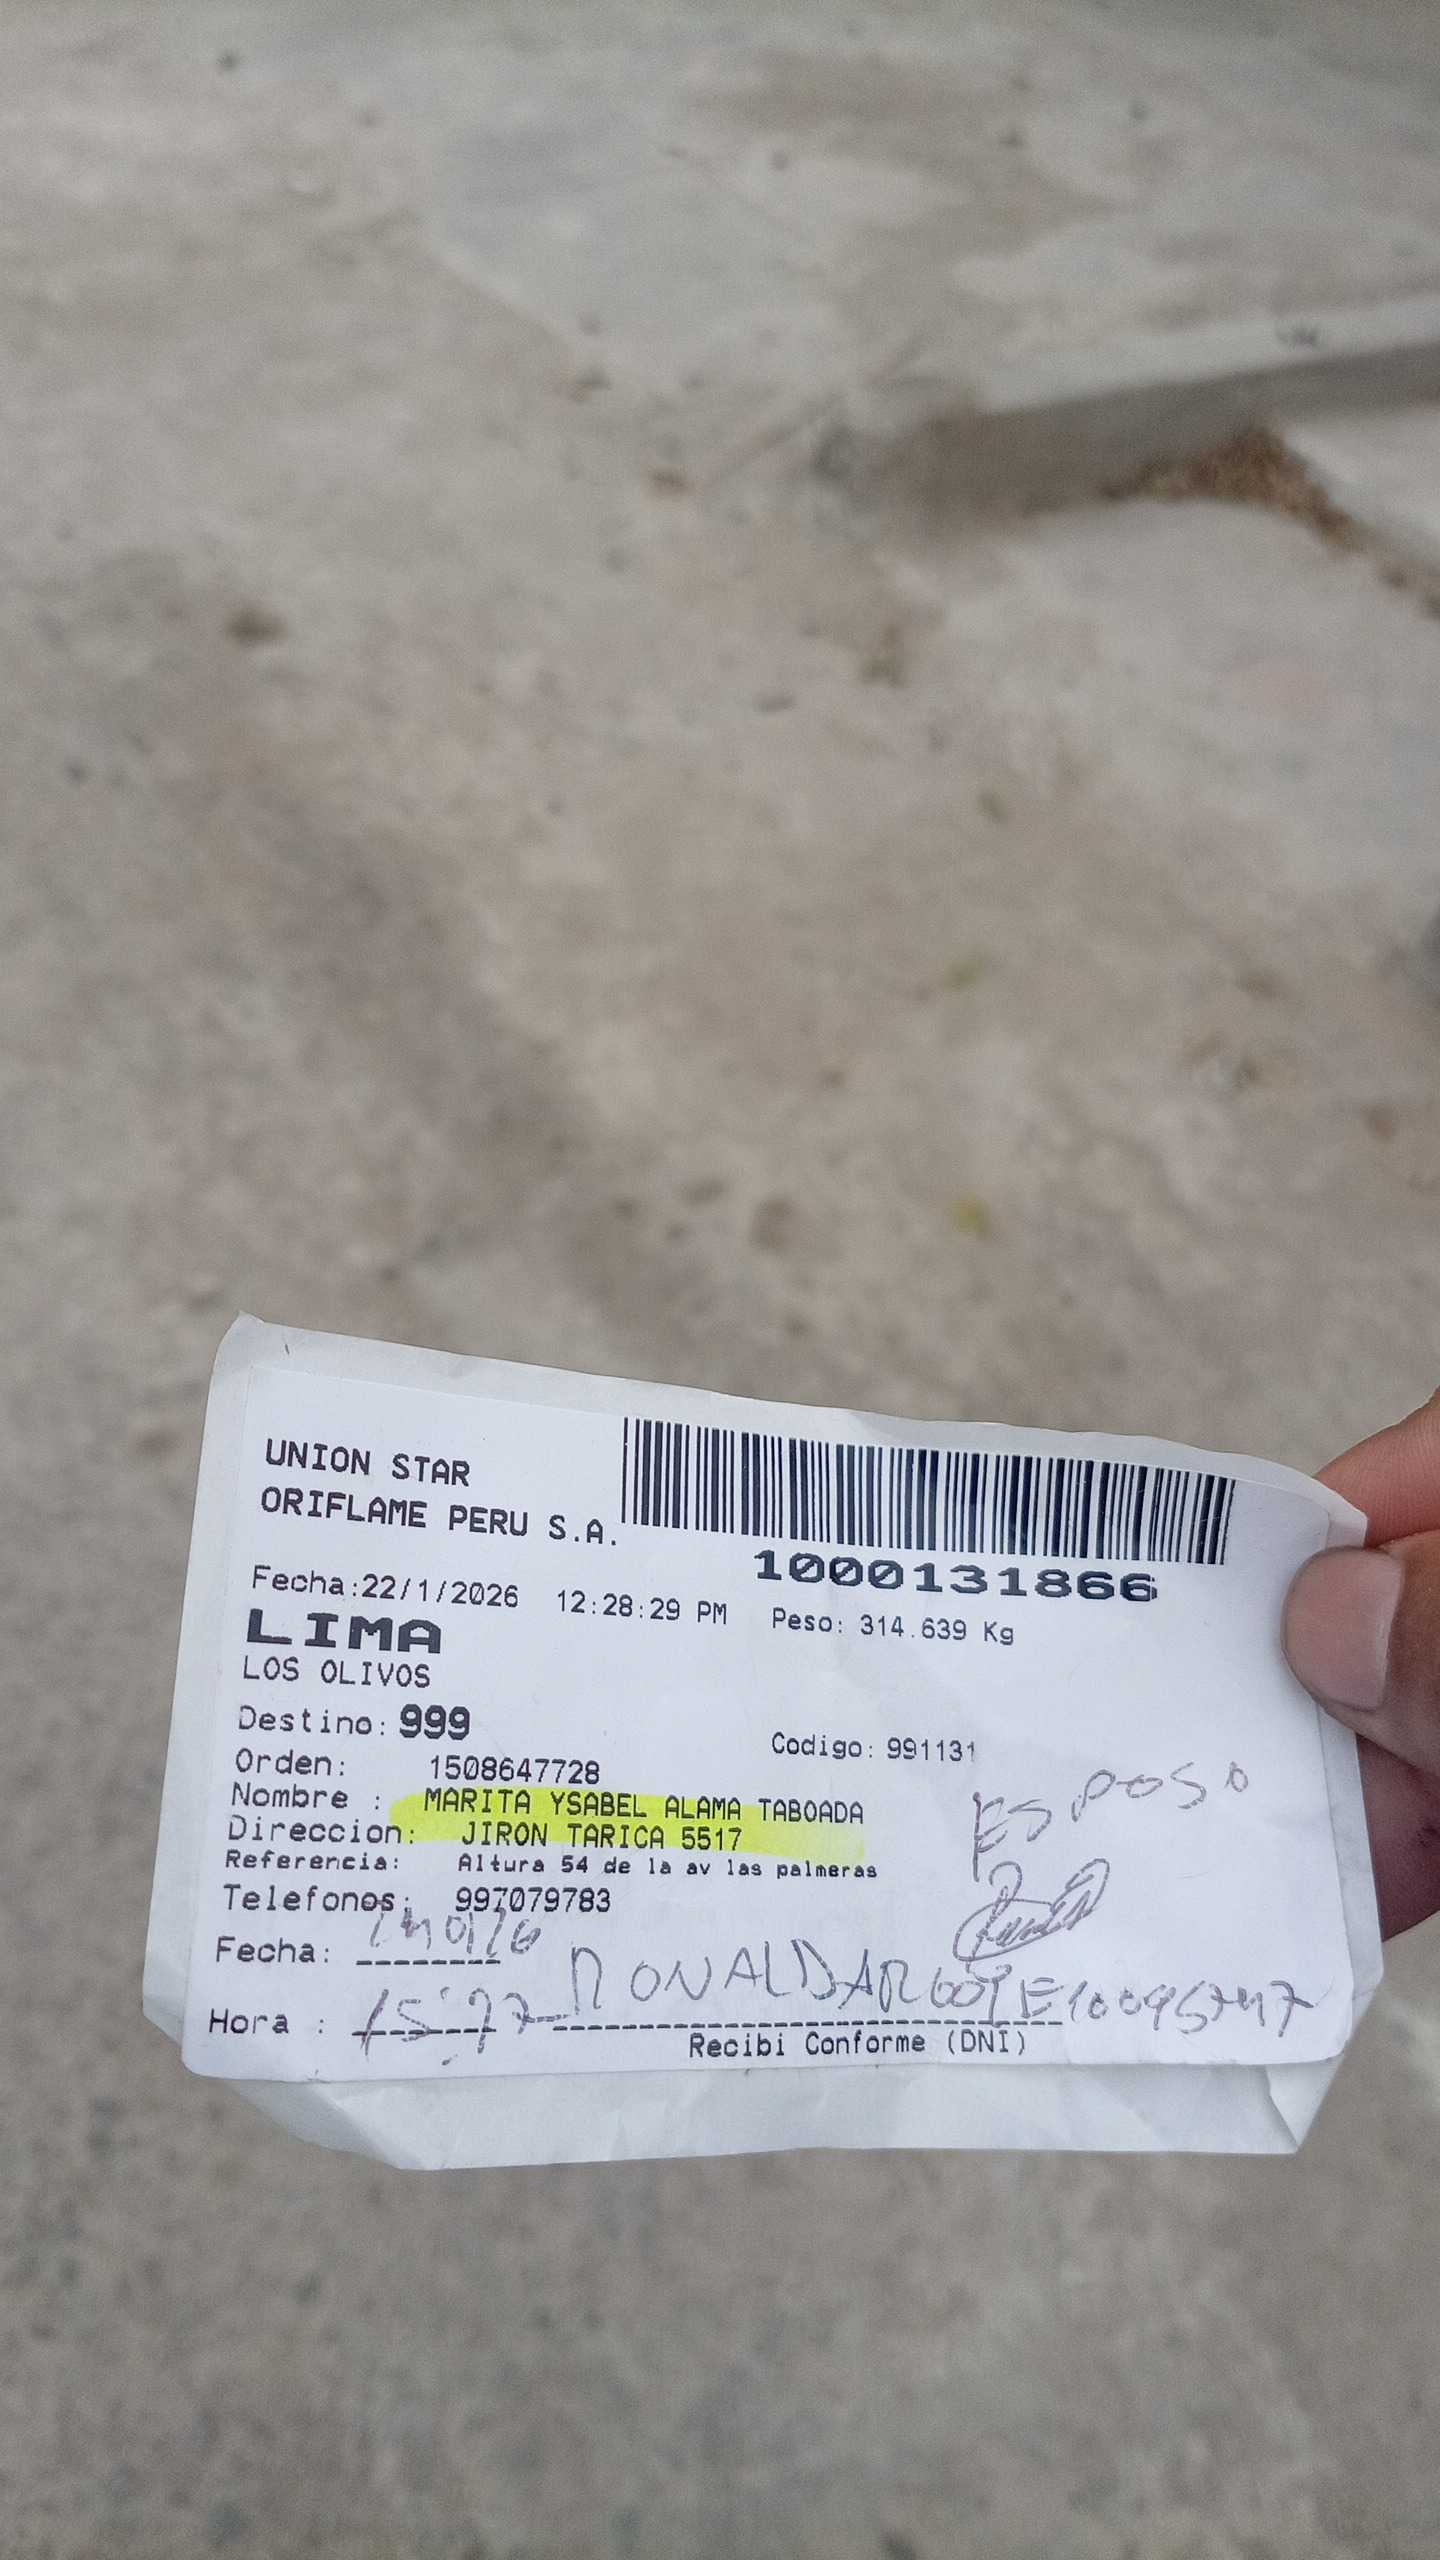 UNION STAR
ORIFLAME PERU S.A.
1000131866
Fecha:22/1/2026 12:28:29 PM Peso: 314.639 Kg
LIMA
LOS OLIVOS
Destino: 999
Codigo: 991131
Orden: 1508647728
Nombre : MARITA YSABEL ALAMA TABOADA
Direccion: JIRON TARICA 5517
Referencia: Altura 54 de la av las palmeras
Telefonos: 997079783
ESPOSO
Fecha:
Hora :
RONALD
Recibi Conforme (DNI)